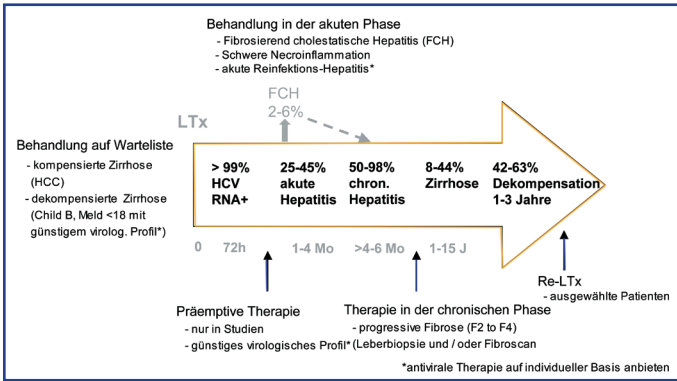 Behandlung in der akuten Phase
- Fibrosierend cholestatische Hepatitis (FCH)
- Schwere Necroinflammation
- akute Reinfektions-Hepatitis*
FCH
2-6%
LTx
Behandlung auf Warteliste
- kompensierte Zirrhose
(HCC)
- dekompensierte Zirrhose
(Child B, Meld <18 mit
günstigem virolog. Profil*)
> 99%
HCV
RNA+
25-45%
akute
Hepatitis
50-98%
chron.
Hepatitis
8-44%
Zirrhose
42-63%
Dekompensation
1-3 Jahre
0
72h
1-4 Mo
>4-6 Mo
1-15 J
Re-LTx
- ausgewählte Patienten
Präemptive Therapie
- nur in Studien
- günstiges virologisches Profil*
Therapie in der chronischen Phase
- progressive Fibrose (F2 to F4)
(Leberbiopsie und / oder Fibroscan
*antivirale Therapie auf individueller Basis anbieten